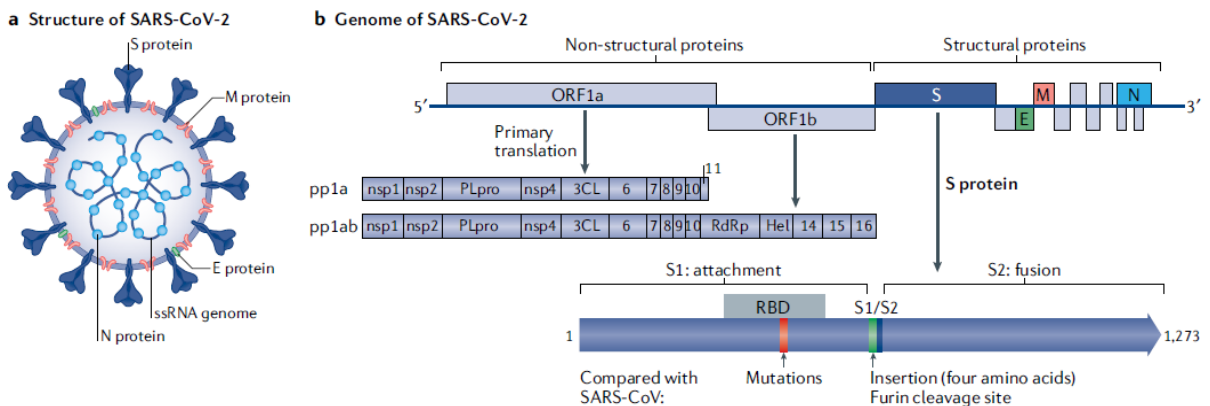 a Structure of SARS-CoV-2
S protein
M protein
E protein
ssRNA genome
N protein
b Genome of SARS-CoV-2
Non-structural proteins
Structural proteins
5′
ORF1a
ORF1b
S
E
M
N
3′
Primary
translation
11
pp1a
nsp1 nsp2 PLpro nsp4 3CL 6 7 8 9 10
pp1ab
nsp1 nsp2 PLpro nsp4 3CL 6 7 8 9 10 RdRp Hel 14 15 16
S protein
S1: attachment
S2: fusion
RBD
S1/S2
1
1,273
Compared with
SARS-CoV:
Mutations
Insertion (four amino acids)
Furin cleavage site